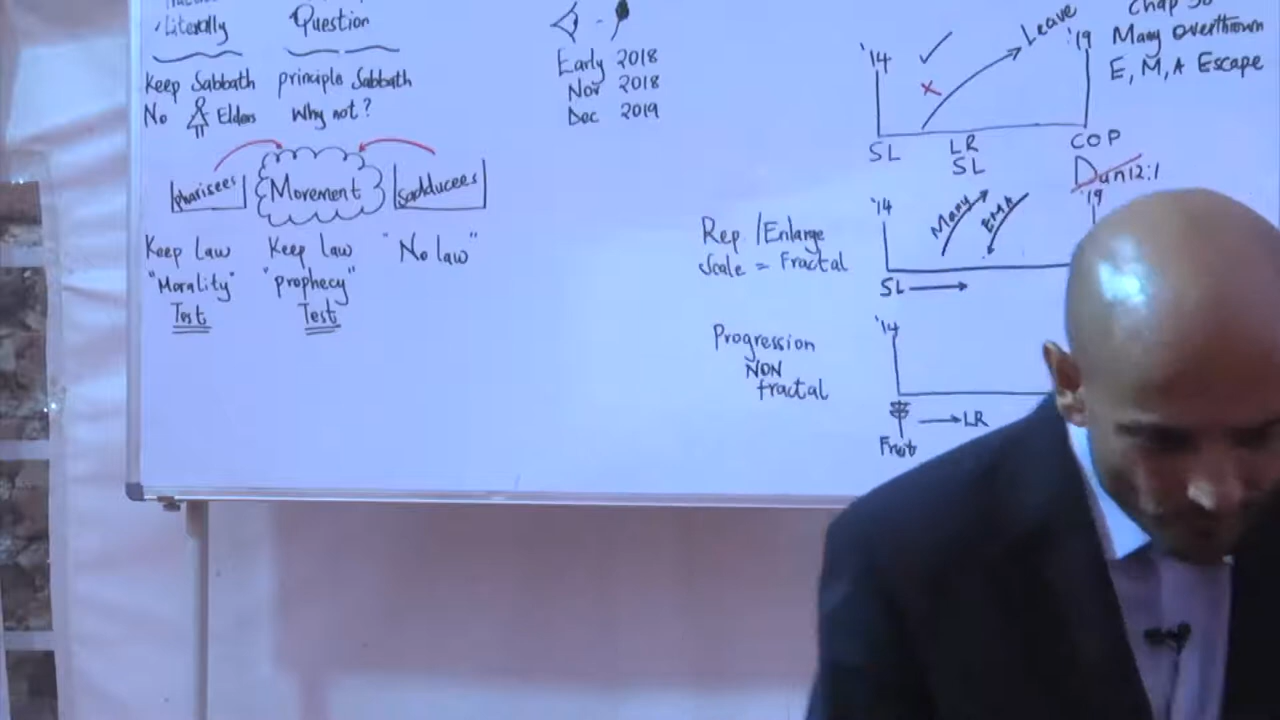 Literally Question
Keep Sabbath principle Sabbath
No Elders Why not?
pharisees Movement Sadducees
Keep Law Keep Law "No law"
"Morality" "prophecy"
Test Test
Early 2018
Nov 2018
Dec 2019
'14 Leave '19
SL LR COP
SL
Many overthrown
E, M, A Escape
Dan 12:1
Rep. /Enlarge
Scale = Fractal
'14 Many EMA '19
SL
Progression
NON
fractal
'14
LR
Fruit